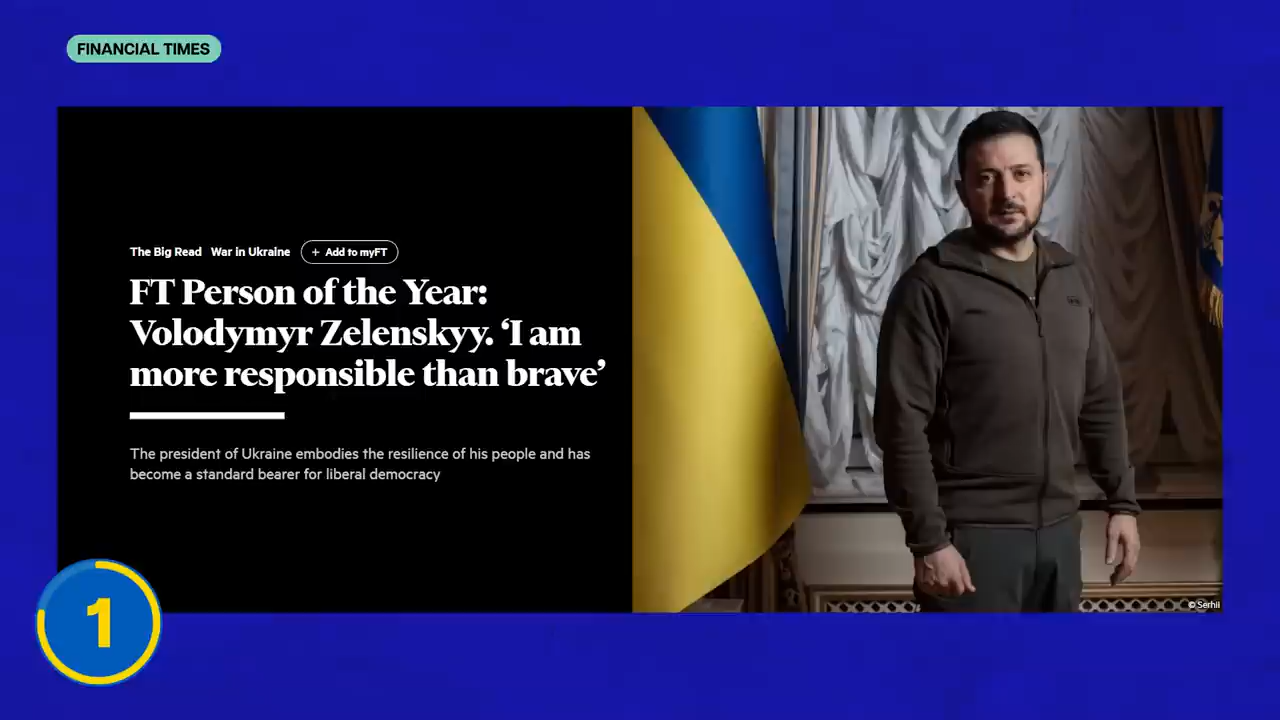 FINANCIAL TIMES
The Big Read War in Ukraine + Add to myFT
FT Person of the Year:
Volodymyr Zelenskyy. ‘I am
more responsible than brave’
The president of Ukraine embodies the resilience of his people and has
become a standard bearer for liberal democracy
© Serhii
1